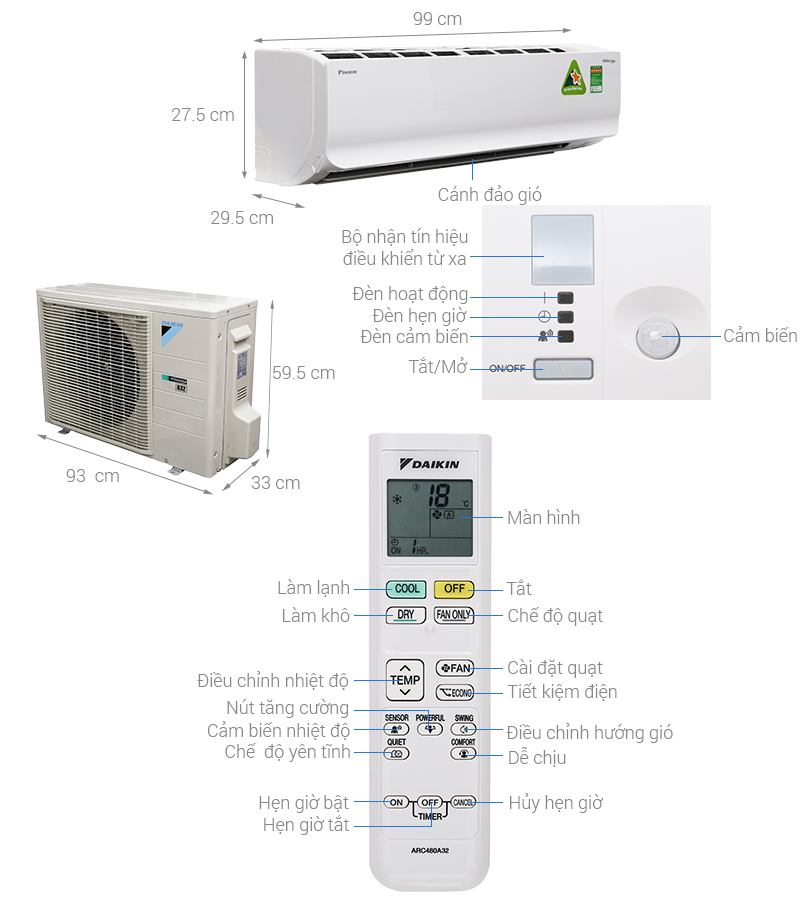 99 cm
27.5 cm
29.5 cm
DAIKIN
Cánh đảo gió
Bộ nhận tín hiệu
điều khiển từ xa
Đèn hoạt động
Đèn hẹn giờ
Đèn cảm biến
Tắt/Mở
ON/OFF
Cảm biến
DAIKIN
R32
59.5 cm
93 cm
33 cm
DAIKIN
18 °C
A
ON 1 HR.
Màn hình
Làm lạnh
COOL
OFF
Tắt
Làm khô
DRY
FAN ONLY
Chế độ quạt
Điều chỉnh nhiệt độ
TEMP
FAN
Cài đặt quạt
ECONO
Tiết kiệm điện
Nút tăng cường
SENSOR
POWERFUL
SWING
Cảm biến nhiệt độ
Điều chỉnh hướng gió
Chế độ yên tĩnh
QUIET
COMFORT
Dễ chịu
Hẹn giờ bật
ON
OFF
CANCEL
Hủy hẹn giờ
Hẹn giờ tắt
TIMER
ARC480A32